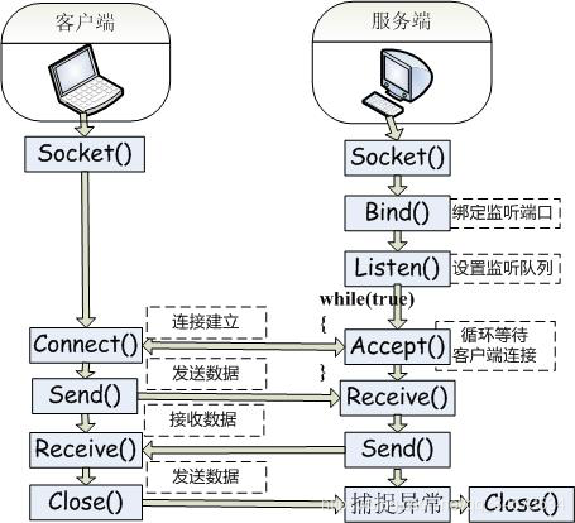 客户端
服务端
Socket()
Socket()
Bind()
绑定监听端口
Listen()
设置监听队列
while(true)
{
连接建立
Connect()
Accept()
循环等待
客户端连接
}
发送数据
Send()
Receive()
接收数据
Receive()
Send()
发送数据
Close()
捕捉异常
Close()